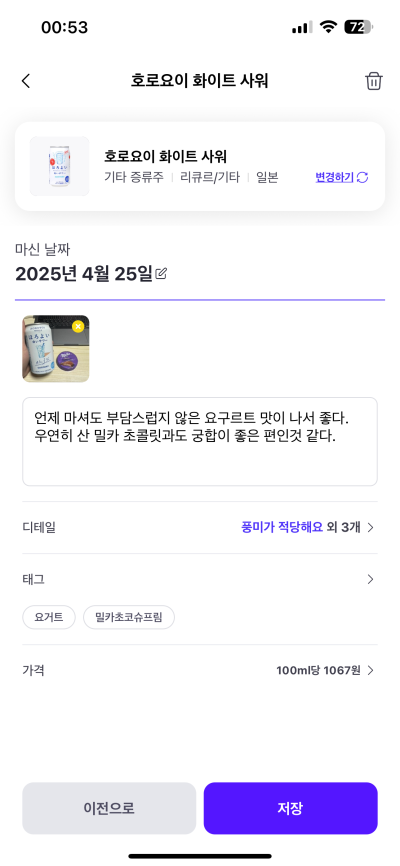 00:53
72
호로요이 화이트 사워
호로요이 화이트 사워
기타 증류주 | 리큐르/기타 | 일본
변경하기
마신 날짜
2025년 4월 25일
언제 마셔도 부담스럽지 않은 요구르트 맛이 나서 좋다.
우연히 산 밀카 초콜릿과도 궁합이 좋은 편인것 같다.
디테일
풍미가 적당해요 외 3개
태그
요거트
밀카초코슈프림
가격
100ml당 1067원
이전으로
저장